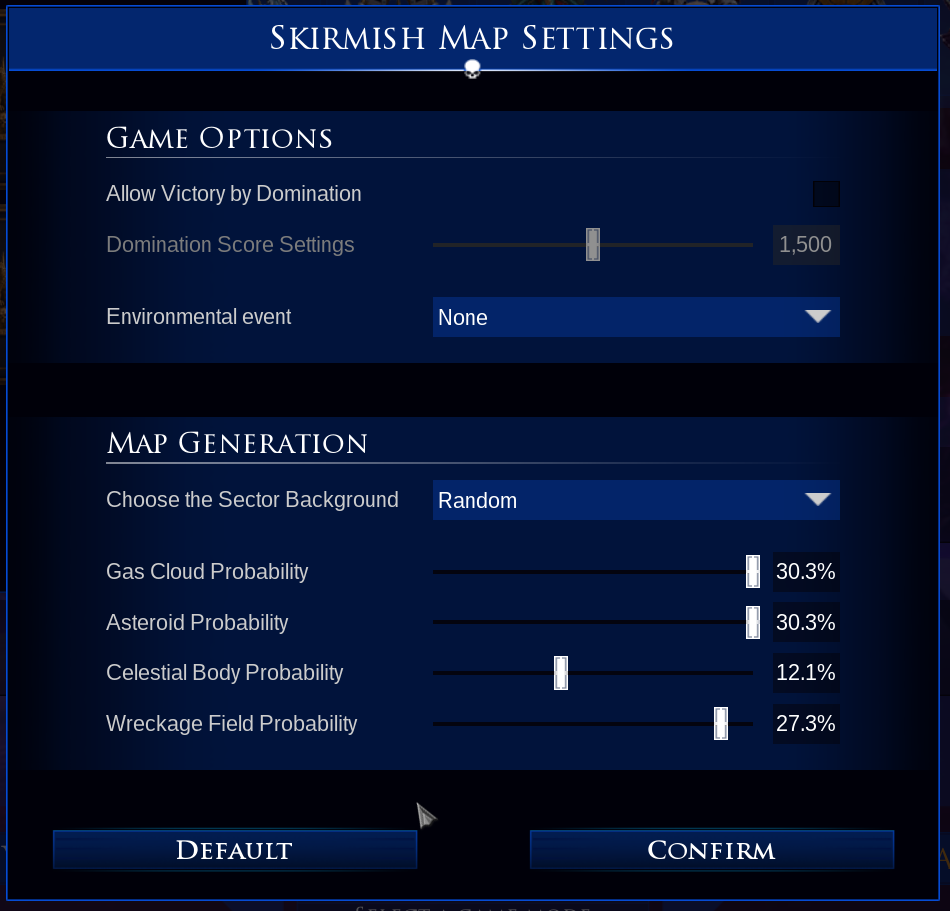 Skirmish Map Settings
Game Options
Allow Victory by Domination
Domination Score Settings 1,500
Environmental event None
Map Generation
Choose the Sector Background Random
Gas Cloud Probability 30.3%
Asteroid Probability 30.3%
Celestial Body Probability 12.1%
Wreckage Field Probability 27.3%
Default Confirm